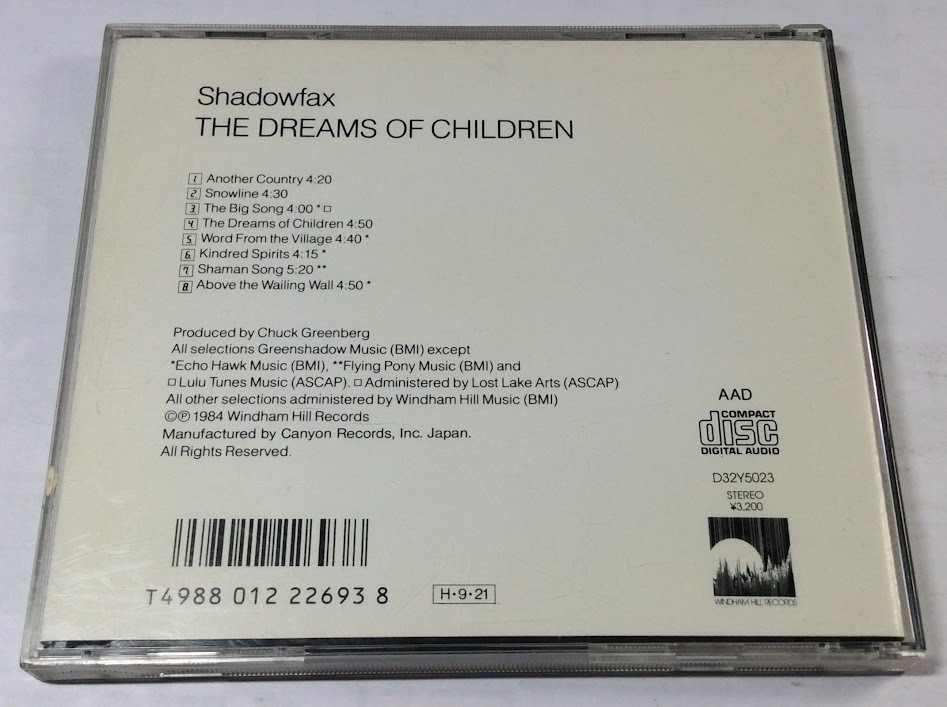 Shadowfax
THE DREAMS OF CHILDREN
1. Another Country 4:20
2. Snowline 4:30
3. The Big Song 4:00 * □
4. The Dreams of Children 4:50
5. Word From the Village 4:40 *
6. Kindred Spirits 4:15 *
7. Shaman Song 5:20 **
8. Above the Wailing Wall 4:50 *
Produced by Chuck Greenberg
All selections Greenshadow Music (BMI) except
*Echo Hawk Music (BMI), **Flying Pony Music (BMI) and
□ Lulu Tunes Music (ASCAP). □ Administered by Lost Lake Arts (ASCAP)
All other selections administered by Windham Hill Music (BMI)
©℗ 1984 Windham Hill Records
Manufactured by Canyon Records, Inc. Japan.
All Rights Reserved.
AAD
COMPACT
disc
DIGITAL AUDIO
D32Y5023
STEREO
¥3,200
WINDHAM HILL RECORDS
T4988 012 22693 8
H•9•21